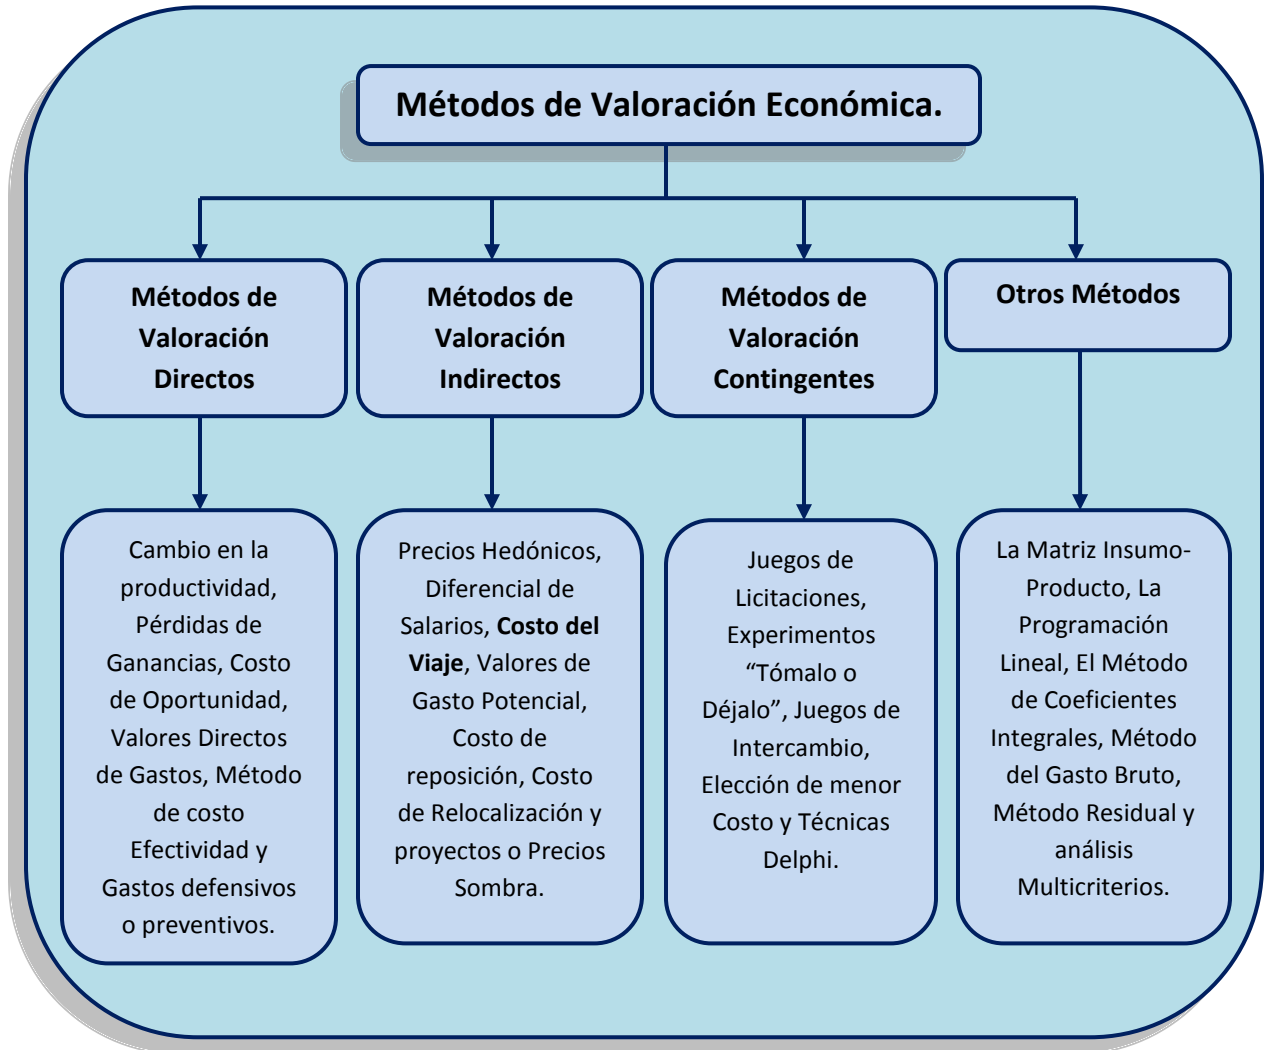 Métodos de Valoración Económica.
Métodos de
Valoración
Directos
Métodos de
Valoración
Indirectos
Métodos de
Valoración
Contingentes
Otros Métodos
Cambio en la
productividad,
Pérdidas de
Ganancias, Costo
de Oportunidad,
Valores Directos
de Gastos, Método
de costo
Efectividad y
Gastos defensivos
o preventivos.
Precios Hedónicos,
Diferencial de
Salarios, Costo del
Viaje, Valores de
Gasto Potencial,
Costo de
reposición, Costo
de Relocalización y
proyectos o Precios
Sombra.
Juegos de
Licitaciones,
Experimentos
“Tómalo o
Déjalo”, Juegos de
Intercambio,
Elección de menor
Costo y Técnicas
Delphi.
La Matriz Insumo-
Producto, La
Programación
Lineal, El Método
de Coeficientes
Integrales, Método
del Gasto Bruto,
Método Residual y
análisis
Multicriterios.